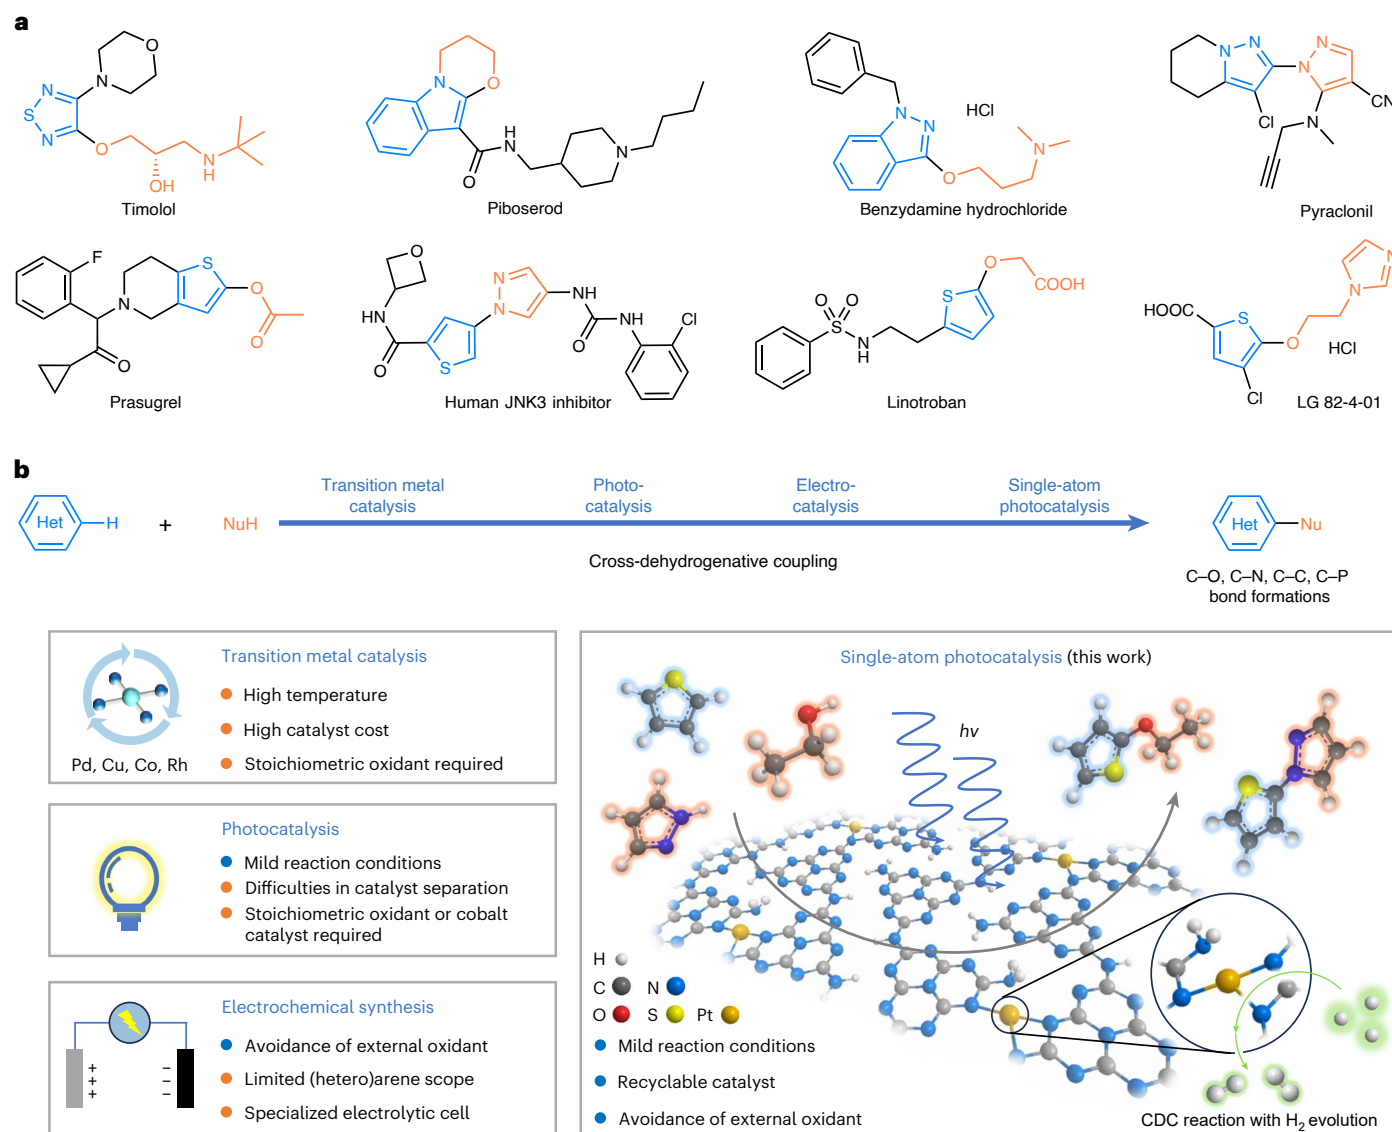 a
O
N
N
S
N
O
OH
N
H
Timolol
N
O
O
H
N
N
Piboserod
N
N
HCl
O
N
Benzydamine hydrochloride
N
N
N
N
Cl
CN
N
Pyraclonil
F
N
S
O
O
O
Prasugrel
O
HN
O
S
N
N
NH
O
NH
Cl
Human JNK3 inhibitor
O
O
S
N
H
S
O
COOH
Linotroban
HOOC
S
Cl
O
N
N
HCl
LG 82-4-01
b
Het
H
+
NuH
Transition metal
catalysis
Photo-
catalysis
Electro-
catalysis
Single-atom
photocatalysis
Cross-dehydrogenative coupling
Het
Nu
C–O, C–N, C–C, C–P
bond formations
Transition metal catalysis
High temperature
High catalyst cost
Stoichiometric oxidant required
Pd, Cu, Co, Rh
Photocatalysis
Mild reaction conditions
Difficulties in catalyst separation
Stoichiometric oxidant or cobalt
catalyst required
Electrochemical synthesis
Avoidance of external oxidant
Limited (hetero)arene scope
Specialized electrolytic cell
+
+
+
–
–
–
Single-atom photocatalysis (this work)
hv
H
C N
O S Pt
Mild reaction conditions
Recyclable catalyst
Avoidance of external oxidant
CDC reaction with H2 evolution